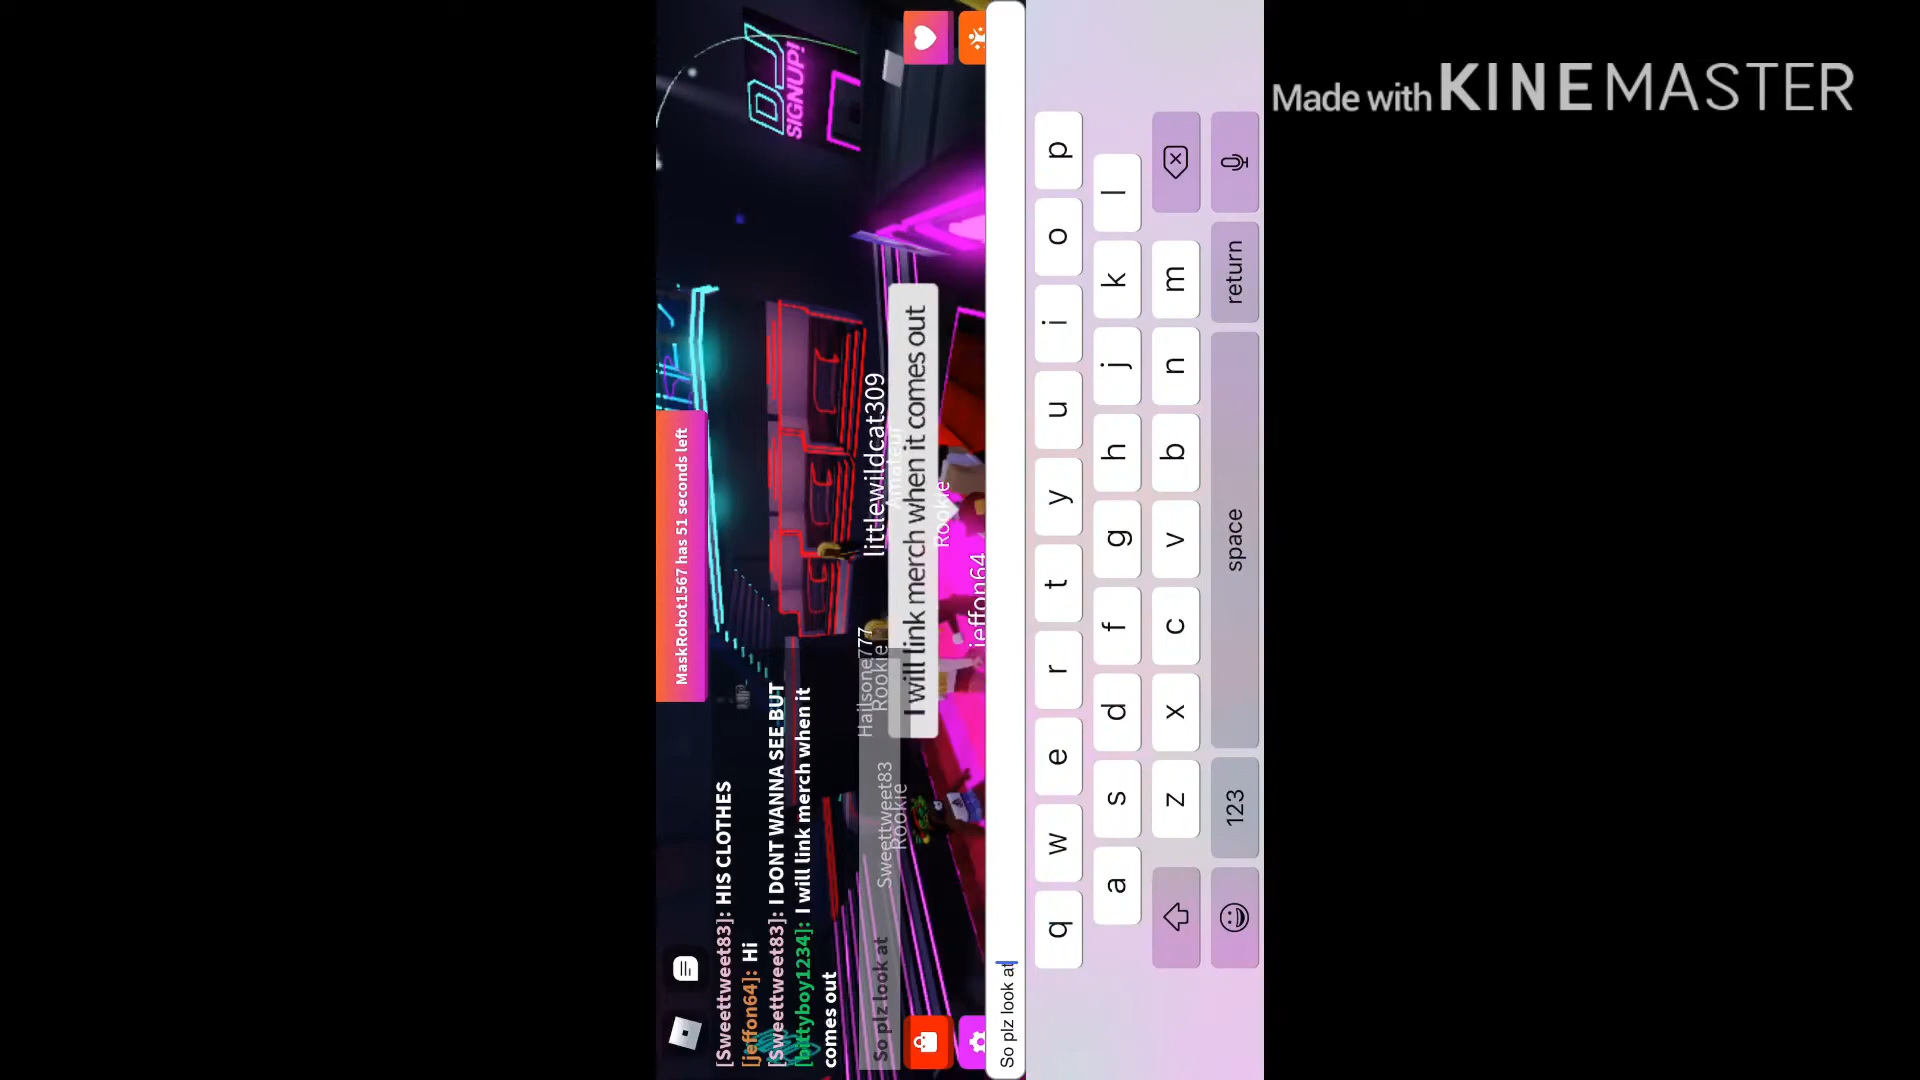 Made with KINEMASTER
DJ
SIGNUP!
MaskRobot1567 has 51 seconds left
[Sweettweet83]: HIS CLOTHES
[jeffon64]: Hi
[Sweettweet83]: I DONT WANNA SEE BUT
[bittyboy1234]: I will link merch when it
comes out
So plz look at
littlewildcat309
Amateur
I will link merch when it comes out
Rookie
jeffon64
Hailsone777
Rookie
Sweettweet83
Rookie
So plz look at
q w e r t y u i o p
a s d f g h j k l
z x c v b n m
123 space return